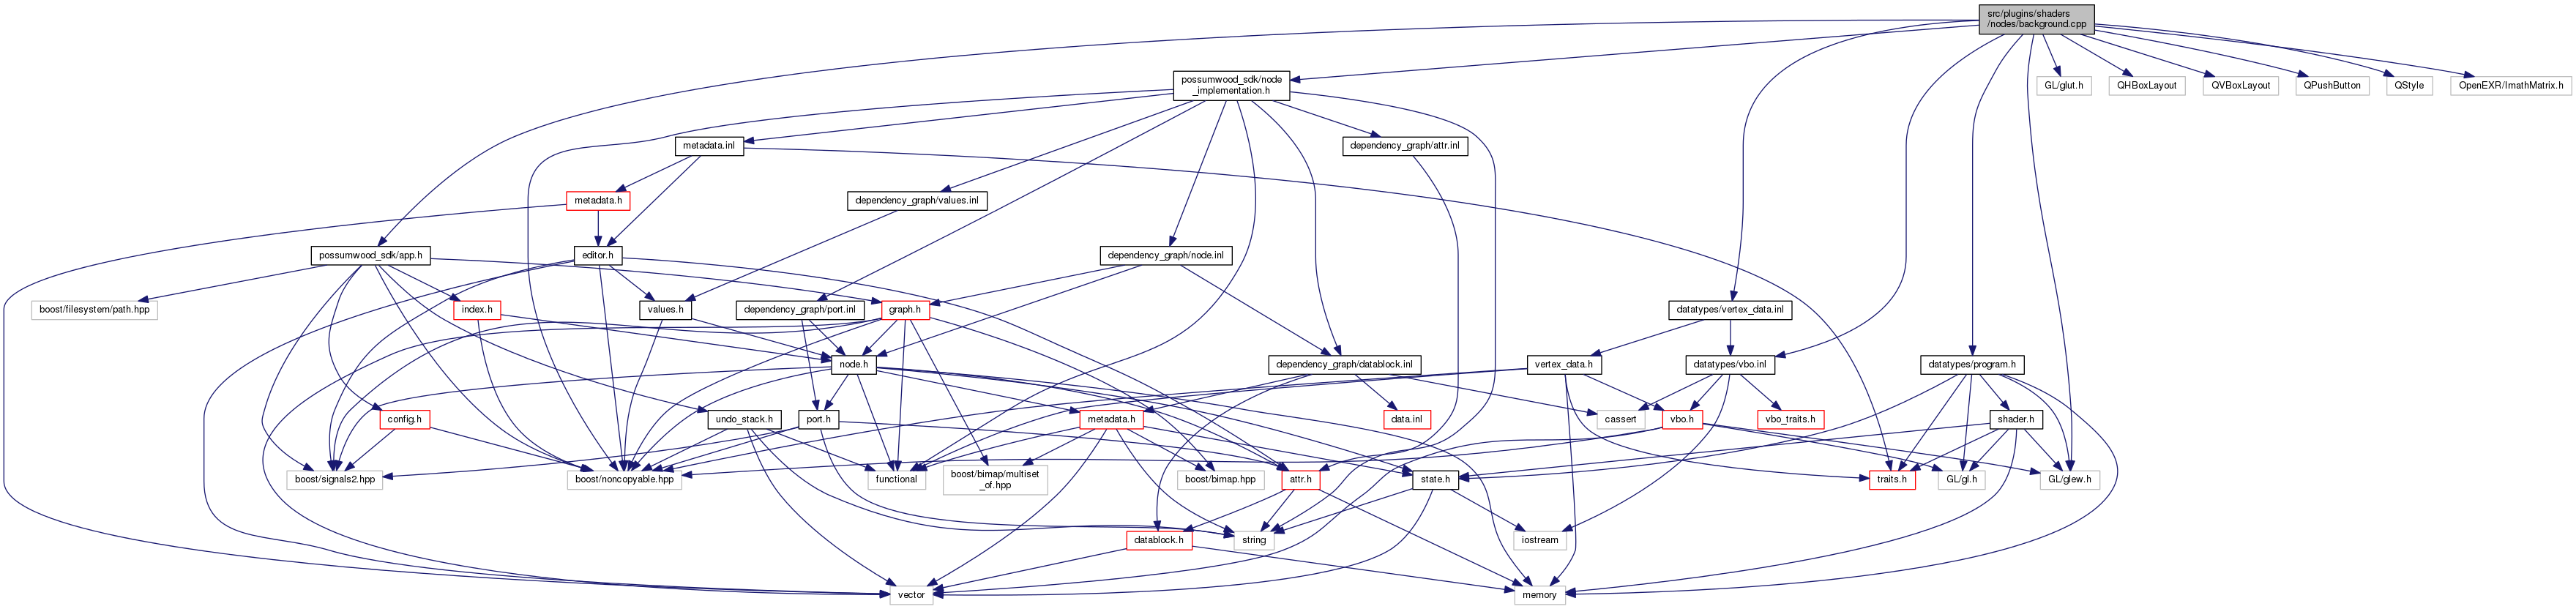 src/plugins/shaders
/nodes/background.cpp
possumwood_sdk/node
_implementation.h
GL/glut.h
QHBoxLayout
QVBoxLayout
QPushButton
QStyle
OpenEXR/ImathMatrix.h
metadata.inl
dependency_graph/attr.inl
metadata.h
dependency_graph/values.inl
possumwood_sdk/app.h
editor.h
dependency_graph/node.inl
boost/filesystem/path.hpp
index.h
values.h
dependency_graph/port.inl
graph.h
datatypes/vertex_data.inl
node.h
dependency_graph/datablock.inl
vertex_data.h
datatypes/vbo.inl
datatypes/program.h
config.h
undo_stack.h
port.h
metadata.h
data.inl
cassert
vbo.h
vbo_traits.h
shader.h
boost/signals2.hpp
boost/noncopyable.hpp
functional
boost/bimap/multiset
_of.hpp
boost/bimap.hpp
attr.h
state.h
traits.h
GL/gl.h
GL/glew.h
datablock.h
string
iostream
vector
memory